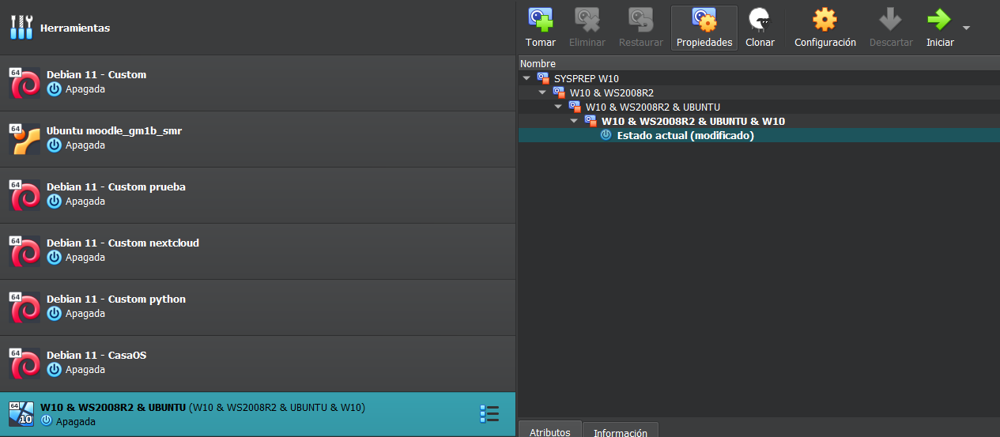 Herramientas
64
Debian 11 - Custom
Apagada
64
Ubuntu moodle_gm1b_smr
Apagada
64
Debian 11 - Custom prueba
Apagada
64
Debian 11 - Custom nextcloud
Apagada
64
Debian 11 - Custom python
Apagada
64
Debian 11 - CasaOS
Apagada
64
10
W10 & WS2008R2 & UBUNTU (W10 & WS2008R2 & UBUNTU & W10)
Apagada
Tomar Eliminar Restaurar Propiedades Clonar Configuración Descartar Iniciar
Nombre
SYSPREP W10
W10 & WS2008R2
W10 & WS2008R2 & UBUNTU
W10 & WS2008R2 & UBUNTU & W10
Estado actual (modificado)
Atributos Información